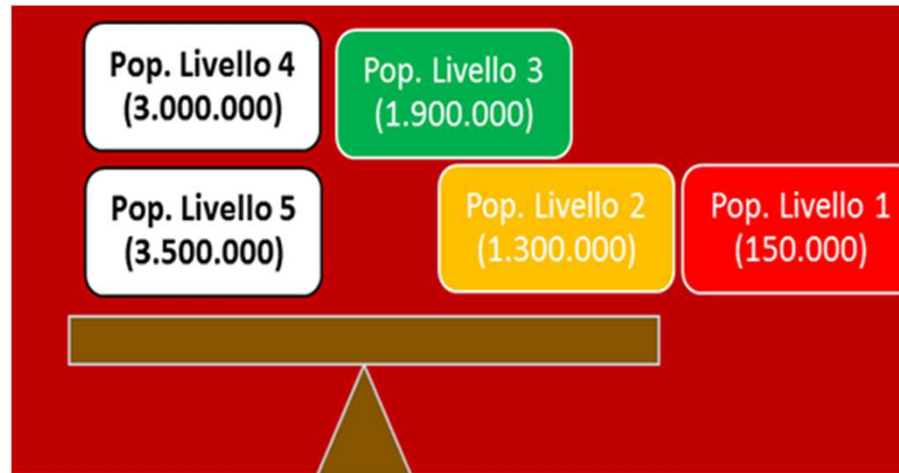 Pop. Livello 4
(3.000.000)
Pop. Livello 3
(1.900.000)
Pop. Livello 5
(3.500.000)
Pop. Livello 2
(1.300.000)
Pop. Livello 1
(150.000)